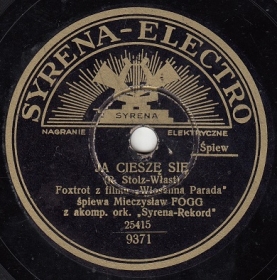 SYRENA-ELECTRO
SYRENA
NAGRANIE ELEKTRYCZNE
Śpiew
JA CIESZĘ SIĘ
(R. Stolz-Włast)
Foxtrot z filmu „Wiosenna Parada"
śpiewa Mieczysław FOGG
z akomp. ork. „Syrena-Rekord"
25415
9371